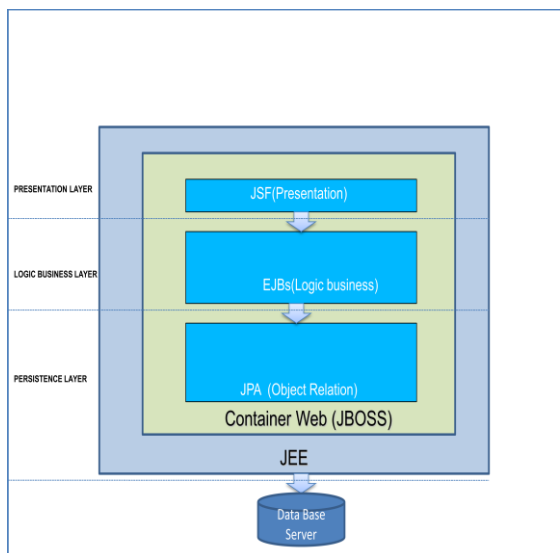 PRESENTATION LAYER
JSF(Presentation)
LOGIC BUSINESS LAYER
EJBs(Logic business)
PERSISTENCE LAYER
JPA (Object Relation)
Container Web (JBOSS)
JEE
Data Base
Server